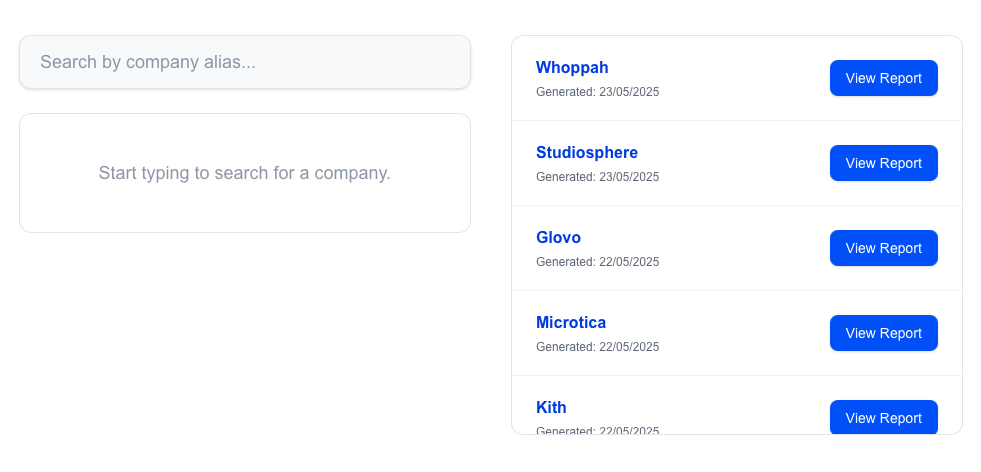 Search by company alias...
Start typing to search for a company.
Whoppah
Generated: 23/05/2025
View Report
Studiosphere
Generated: 23/05/2025
View Report
Glovo
Generated: 22/05/2025
View Report
Microtica
Generated: 22/05/2025
View Report
Kith
Generated: 22/05/2025
View Report